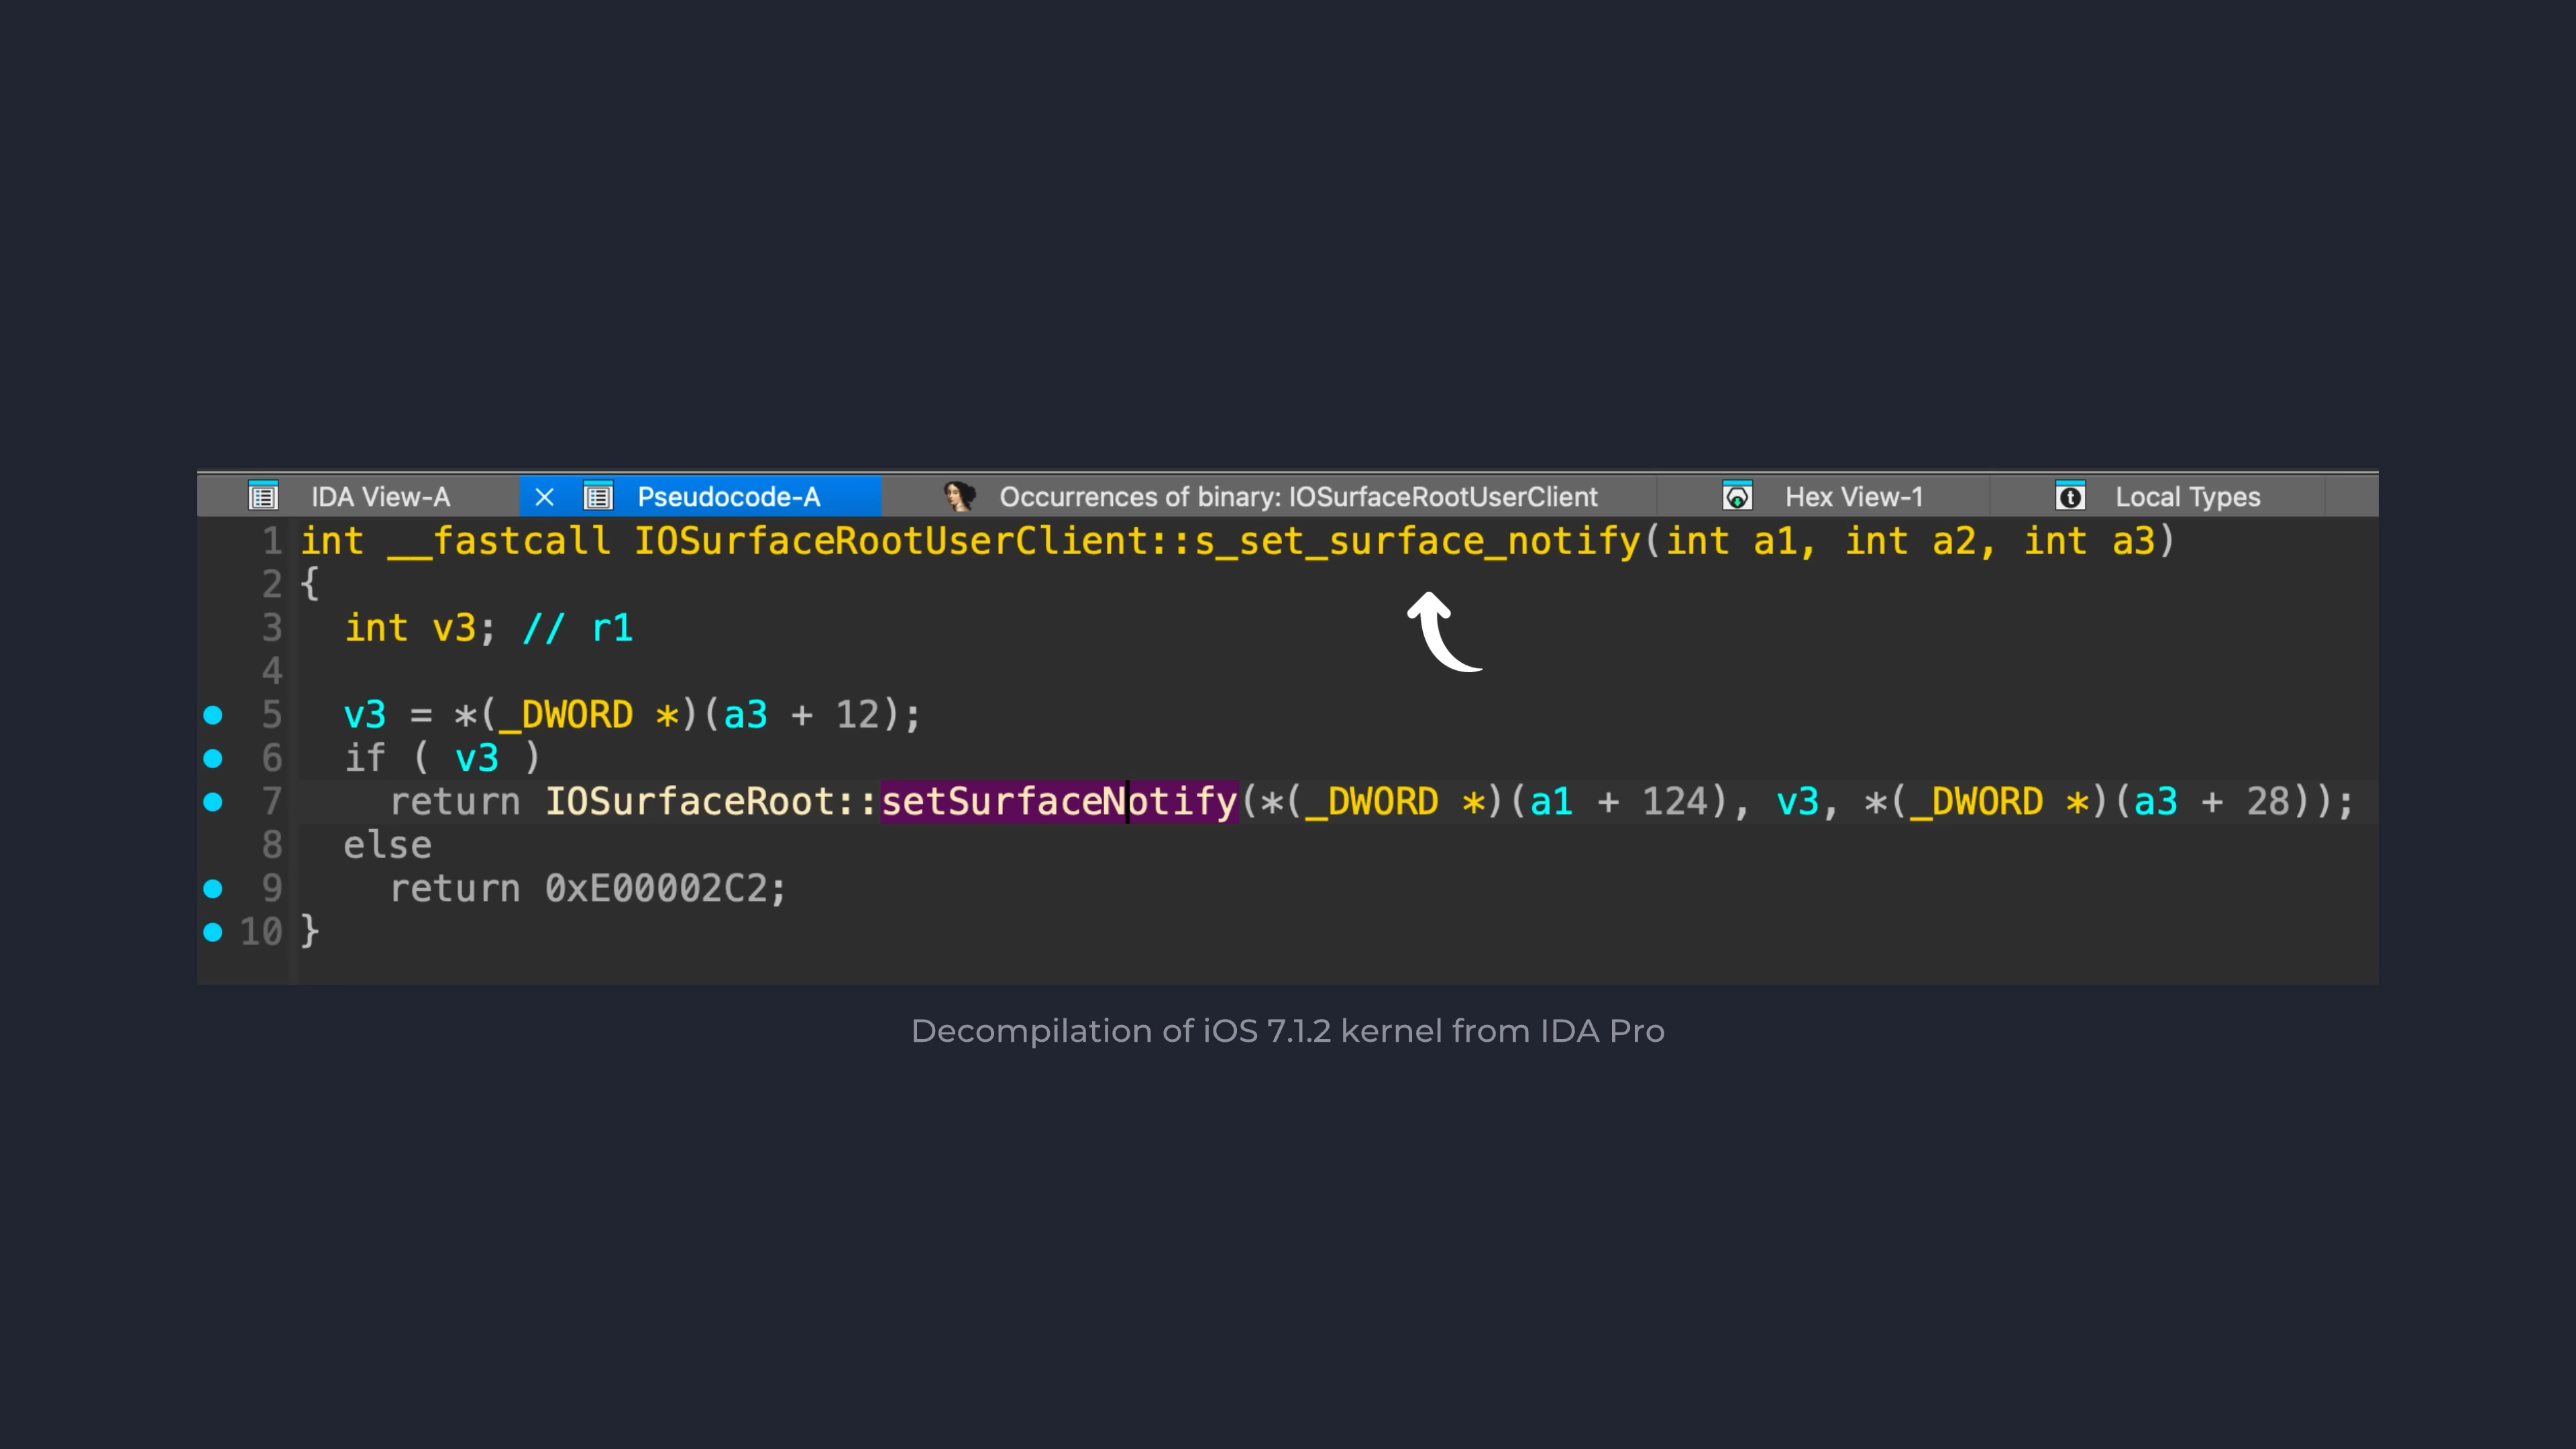 IDA View-A Pseudocode-A Occurrences of binary: IOSurfaceRootUserClient Hex View-1 Local Types
1 int __fastcall IOSurfaceRootUserClient::s_set_surface_notify(int a1, int a2, int a3)
2 {
3   int v3; // r1
4
5   v3 = *(_DWORD *)(a3 + 12);
6   if ( v3 )
7     return IOSurfaceRoot::setSurfaceNotify(*(_DWORD *)(a1 + 124), v3, *(_DWORD *)(a3 + 28));
8   else
9     return 0xE00002C2;
10 }
Decompilation of iOS 7.1.2 kernel from IDA Pro